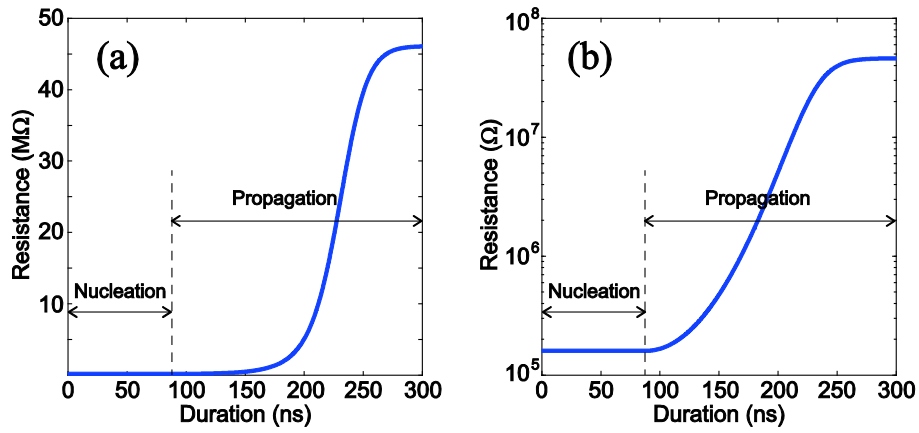 (a)
Resistance (MΩ)
50
40
30
20
10
Propagation
Nucleation
0 50 100 150 200 250 300
Duration (ns)
(b)
Resistance (Ω)
10⁸
10⁷
10⁶
10⁵
Propagation
Nucleation
0 50 100 150 200 250 300
Duration (ns)